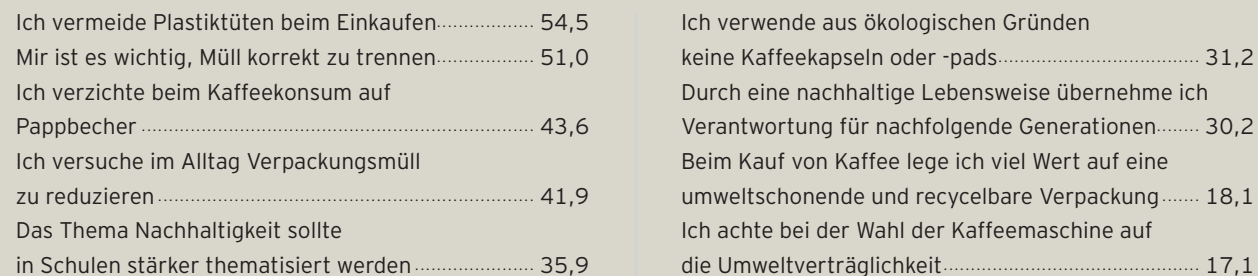 Ich vermeide Plastiktüten beim Einkaufen 54,5
Mir ist es wichtig, Müll korrekt zu trennen 51,0
Ich verzichte beim Kaffeekonsum auf
Pappbecher 43,6
Ich versuche im Alltag Verpackungsmüll
zu reduzieren 41,9
Das Thema Nachhaltigkeit sollte
in Schulen stärker thematisiert werden 35,9
Ich verwende aus ökologischen Gründen
keine Kaffeekapseln oder -pads 31,2
Durch eine nachhaltige Lebensweise übernehme ich
Verantwortung für nachfolgende Generationen 30,2
Beim Kauf von Kaffee lege ich viel Wert auf eine
umweltschonende und recycelbare Verpackung 18,1
Ich achte bei der Wahl der Kaffeemaschine auf
die Umweltverträglichkeit 17,1